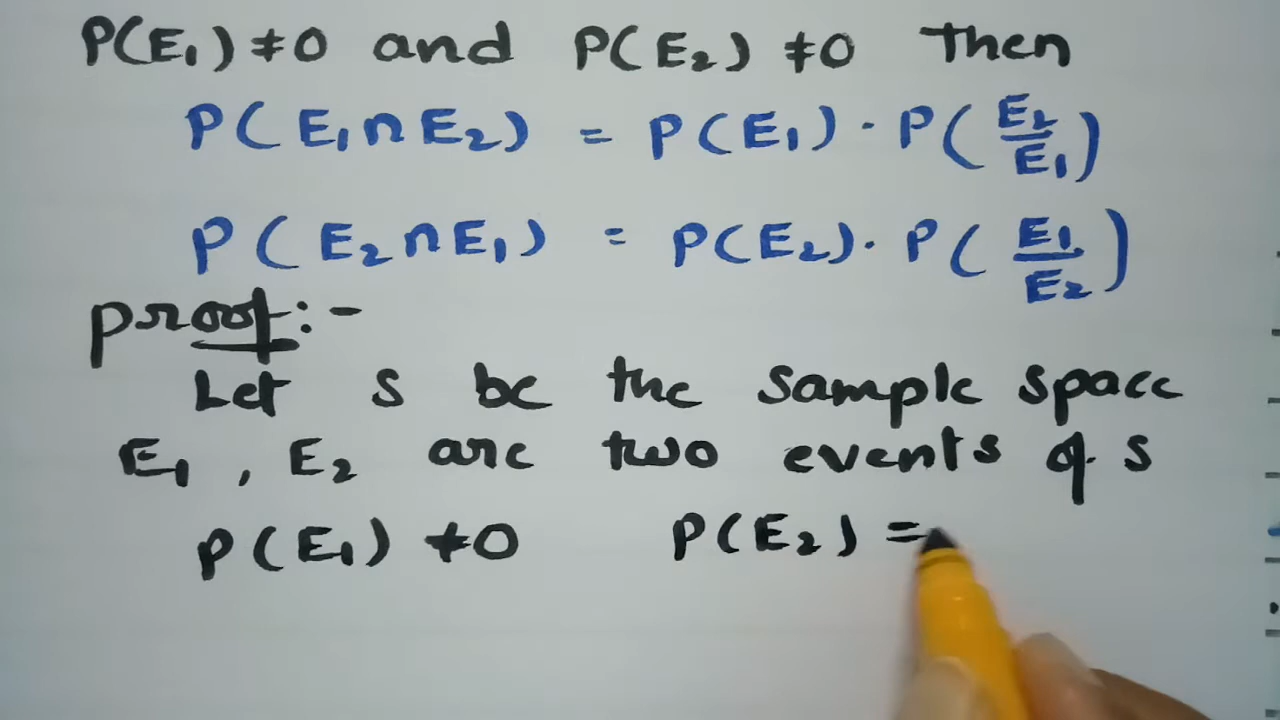 P(E₁) ≠ 0 and P(E₂) ≠ 0 Then
P(E₁ ∩ E₂) = P(E₁) · P(E₂/E₁)
P(E₂ ∩ E₁) = P(E₂) · P(E₁/E₂)
proof:-
Let S be the sample space
E₁, E₂ are two events of S
P(E₁) ≠ 0 P(E₂) =